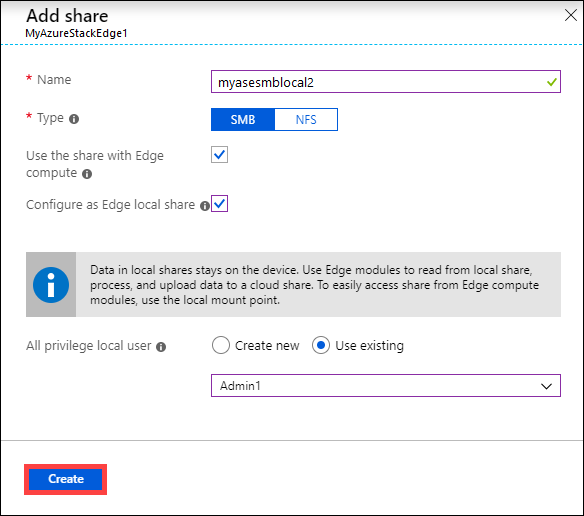 Add share
MyAzureStackEdge1
* Name
myasesmblocal2
* Type
SMB
NFS
Use the share with Edge
compute
Configure as Edge local share
Data in local shares stays on the device. Use Edge modules to read from local share,
process, and upload data to a cloud share. To easily access share from Edge compute
modules, use the local mount point.
All privilege local user
Create new
Use existing
Admin1
Create